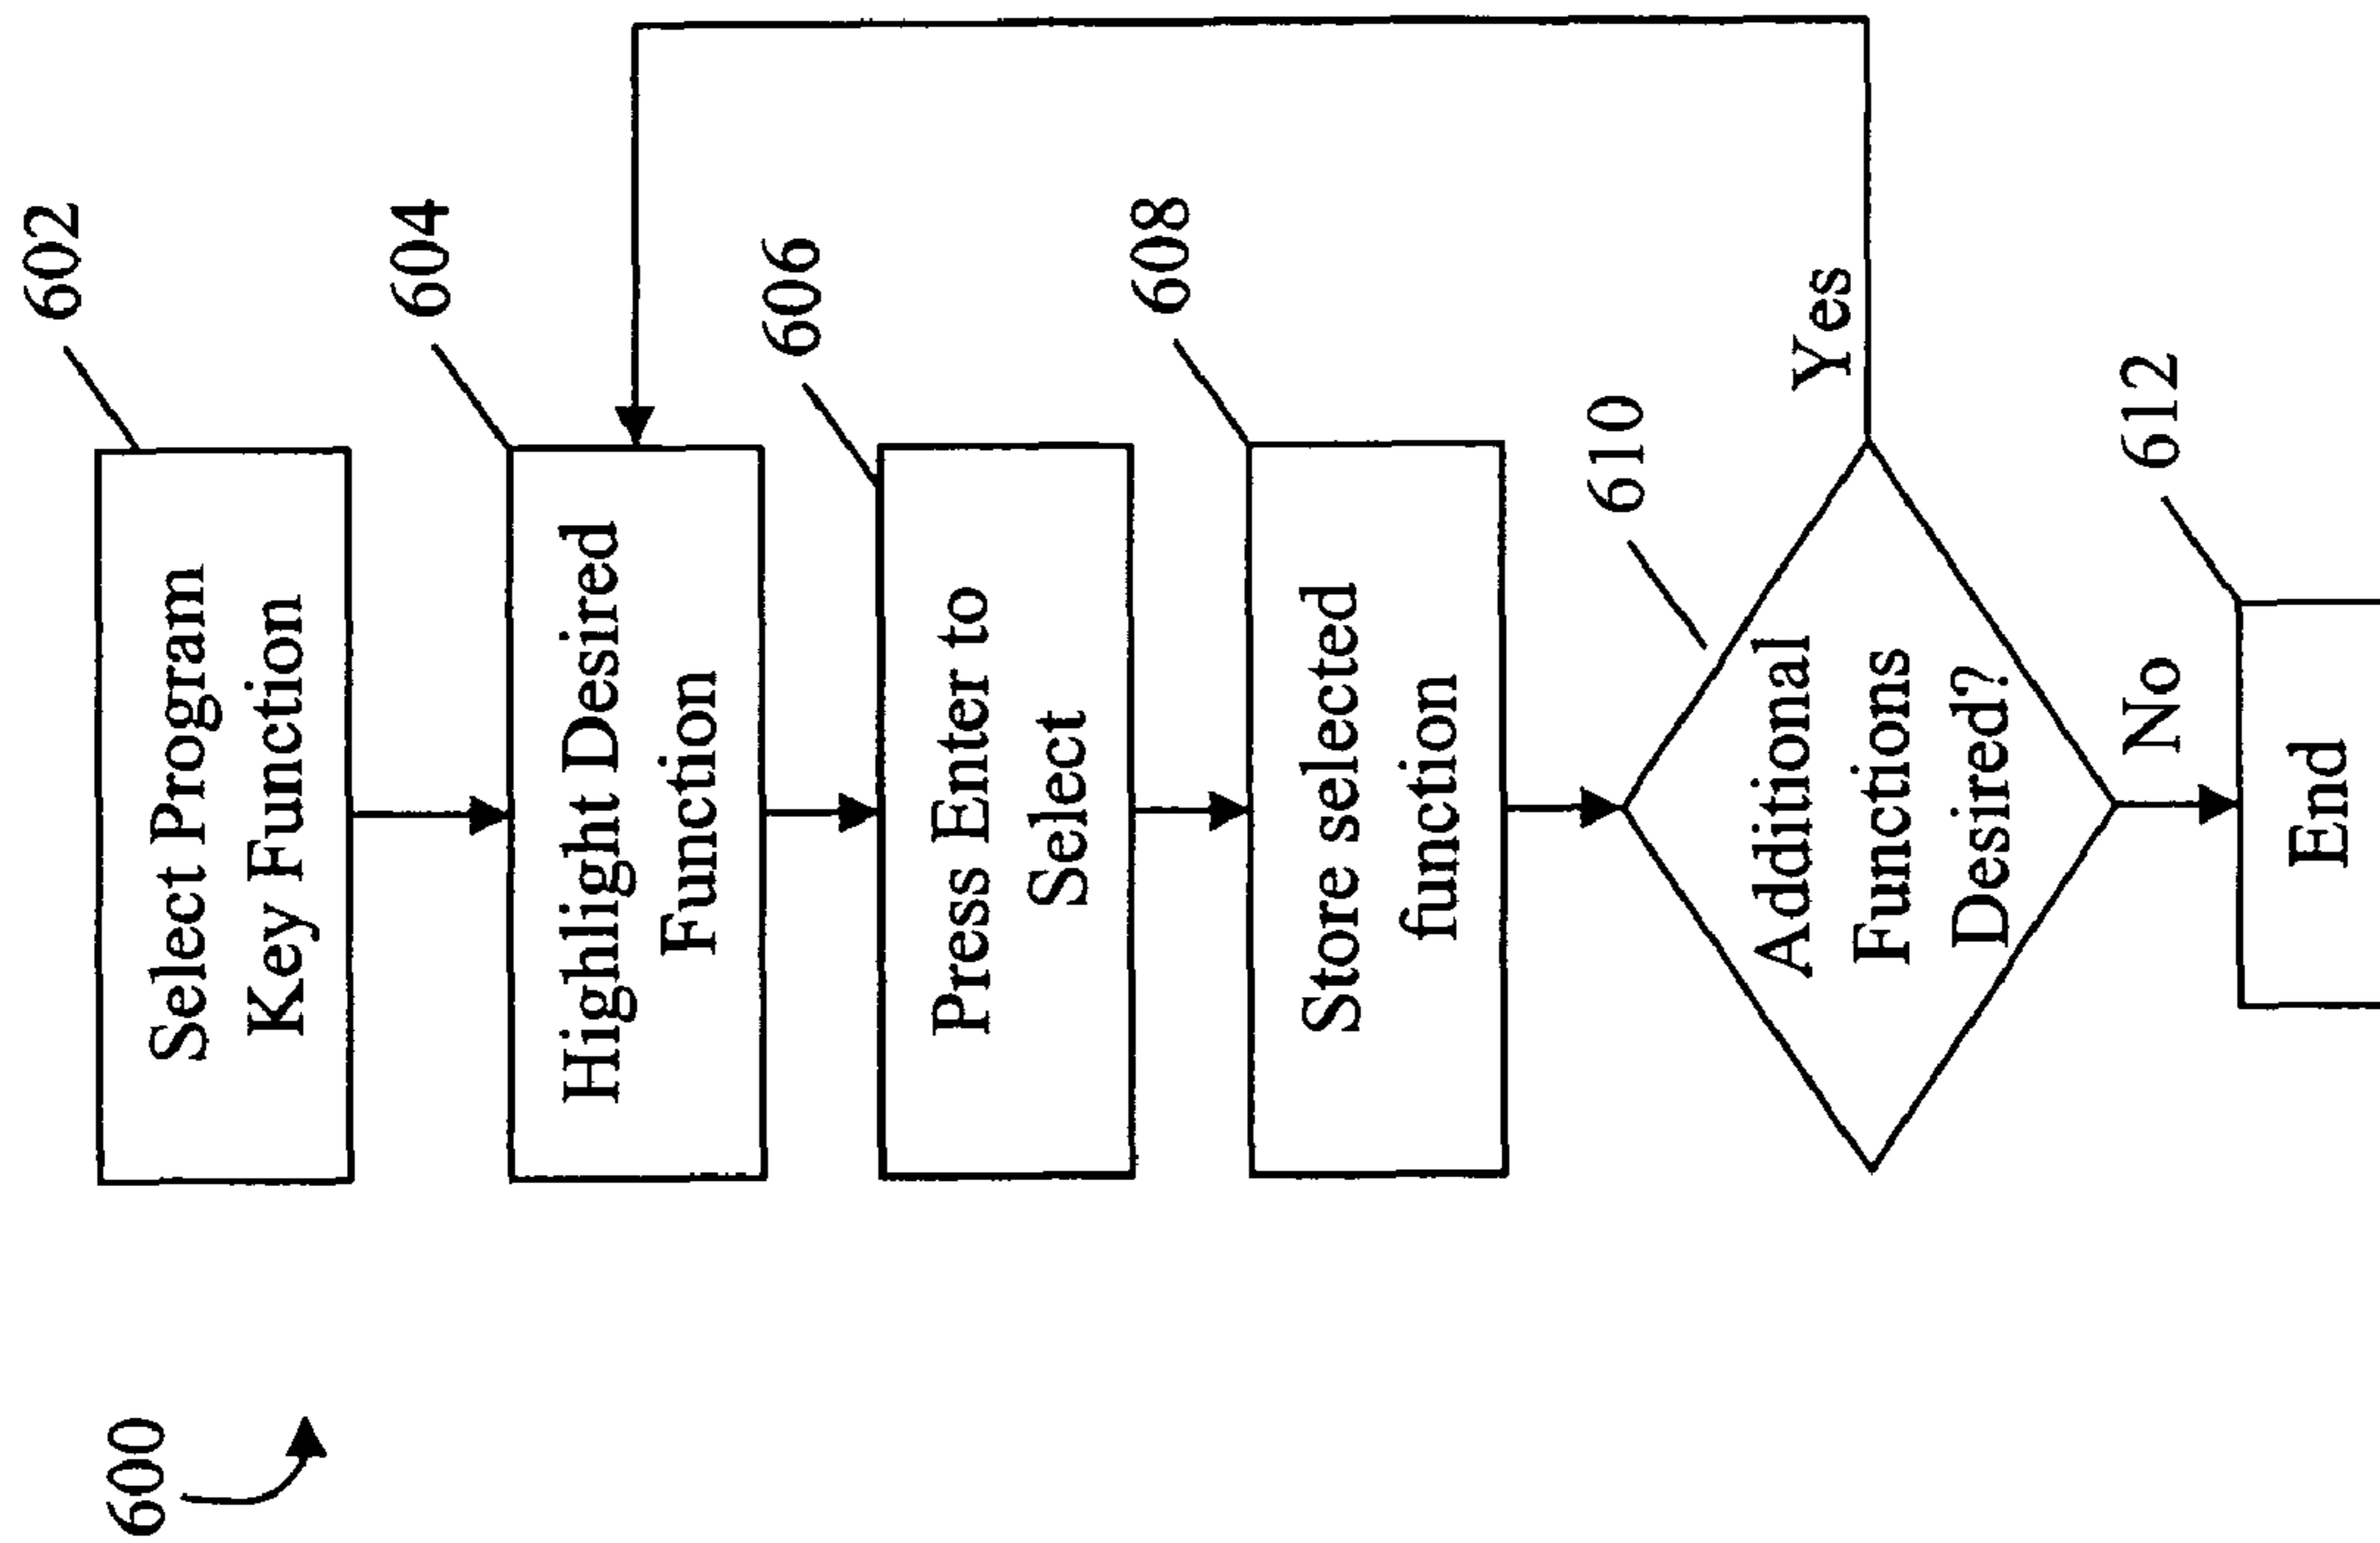 600
602
Select Program
Key Function
604
Highlight Desired
Function
606
Press Enter to
Select
608
Store selected
function
610
Additional
Functions
Desired?
Yes
No
612
End